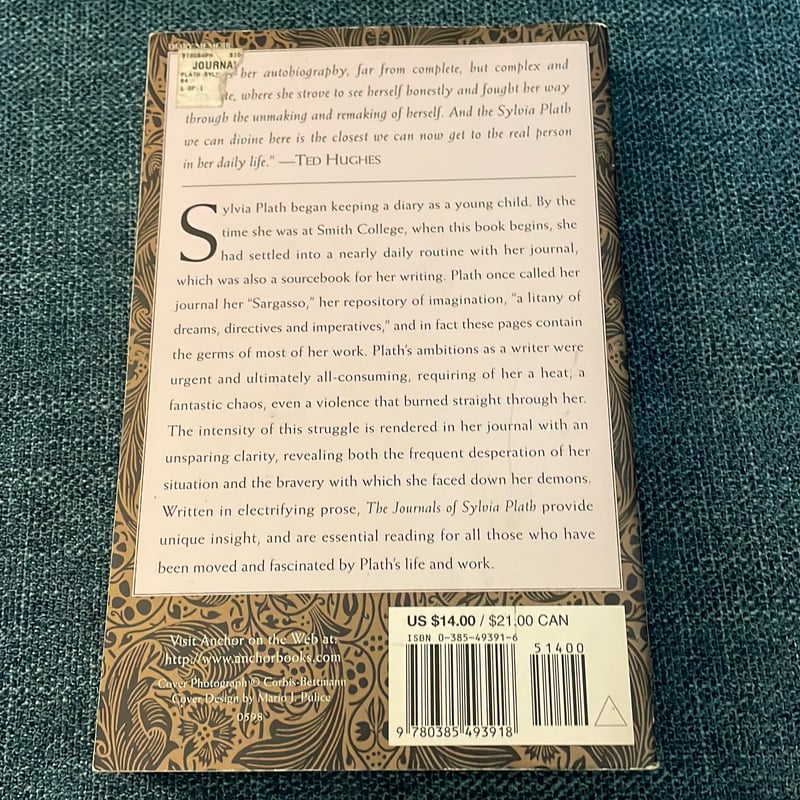 DIARY/MEMOIR
BIOGRAPH BIO
JOURNA
PLATH SYL
04
1 OF 1
her autobiography, far from complete, but complex and
te, where she strove to see herself honestly and fought her way
through the unmaking and remaking of herself. And the Sylvia Plath
we can divine here is the closest we can now get to the real person
in her daily life." —TED HUGHES
Sylvia Plath began keeping a diary as a young child. By the
time she was at Smith College, when this book begins, she
had settled into a nearly daily routine with her journal,
which was also a sourcebook for her writing. Plath once called her
journal her "Sargasso," her repository of imagination, "a litany of
dreams, directives and imperatives," and in fact these pages contain
the germs of most of her work. Plath's ambitions as a writer were
urgent and ultimately all-consuming, requiring of her a heat, a
fantastic chaos, even a violence that burned straight through her.
The intensity of this struggle is rendered in her journal with an
unsparing clarity, revealing both the frequent desperation of her
situation and the bravery with which she faced down her demons.
Written in electrifying prose, The Journals of Sylvia Plath provide
unique insight, and are essential reading for all those who have
been moved and fascinated by Plath's life and work.
Visit Anchor on the Web at:
http://www.anchorbooks.com
Cover Photograph © Corbis-Bettmann
Cover Design by Mario J. Pulice
0598
US $14.00 / $21.00 CAN
ISBN 0-385-49391-6
51400
9 780385 493918